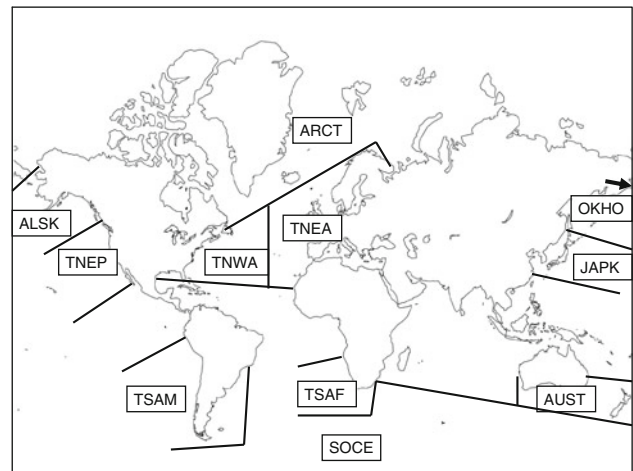 ARCT
ALSK
OKHO
TNEP
TNWA
TNEA
JAPK
TSAM
TSAF
AUST
SOCE